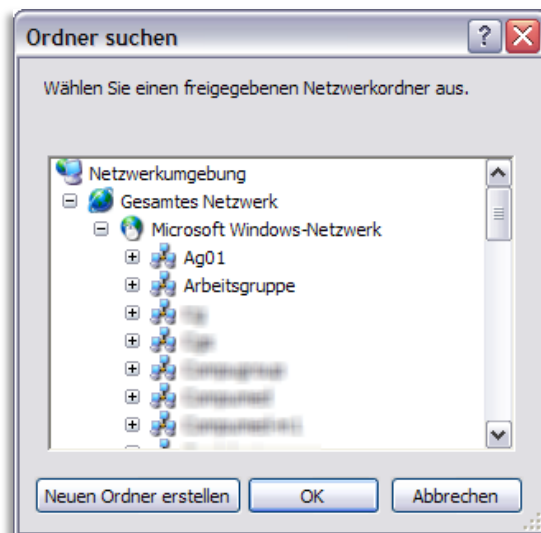 Ordner suchen
Wählen Sie einen freigegebenen Netzwerkordner aus.
Netzwerkumgebung
Gesamtes Netzwerk
Microsoft Windows-Netzwerk
Ag01
Arbeitsgruppe
Neuen Ordner erstellen
OK
Abbrechen